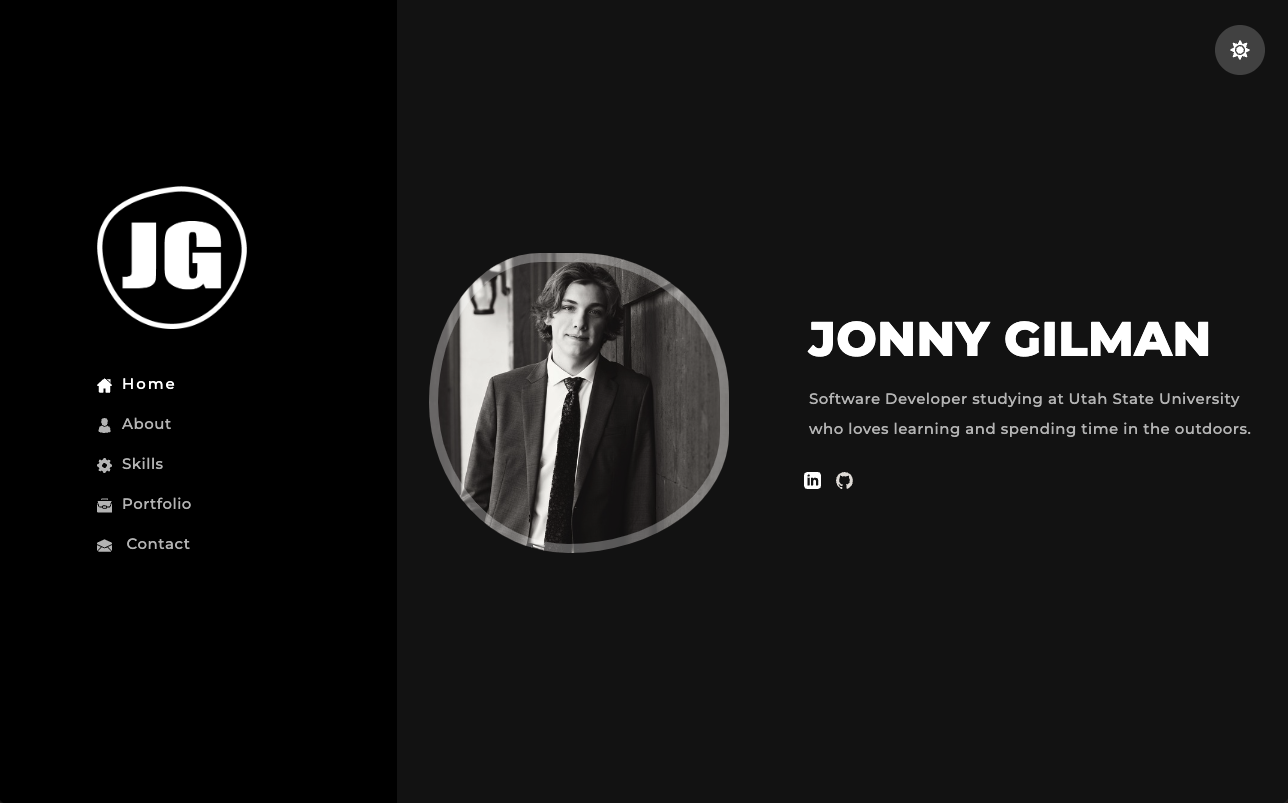 JG
Home
About
Skills
Portfolio
Contact
JONNY GILMAN
Software Developer studying at Utah State University
who loves learning and spending time in the outdoors.
in